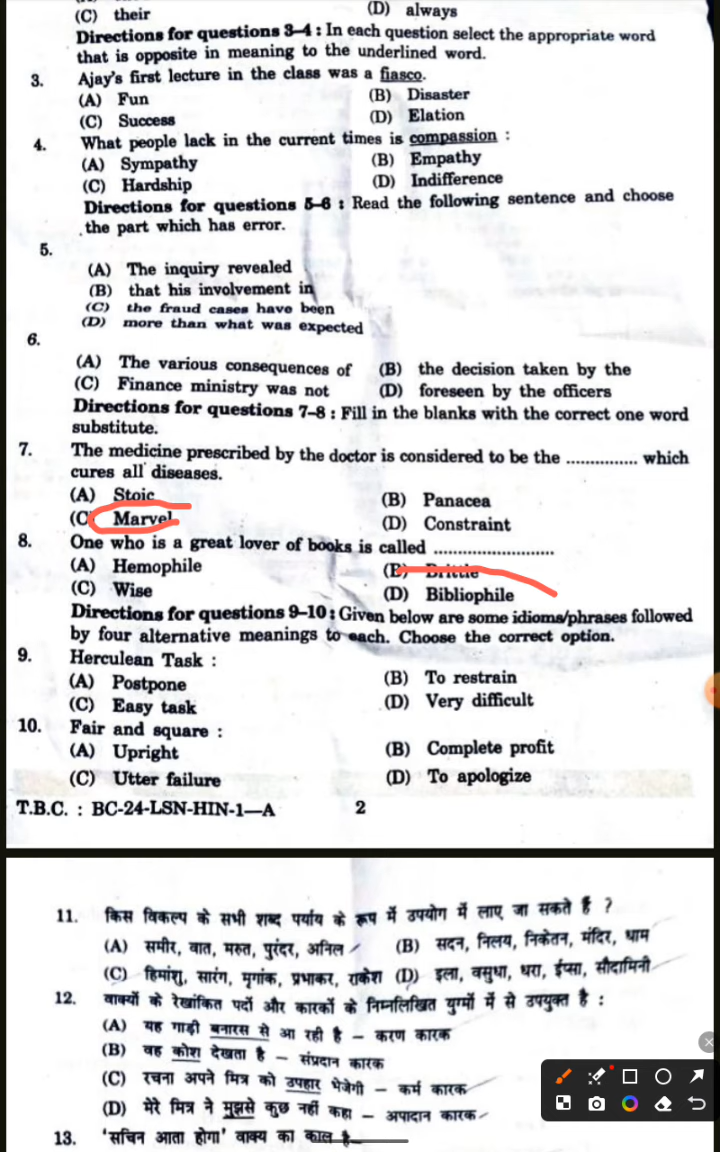 (C) their (D) always
Directions for questions 3–4 : In each question select the appropriate word
that is opposite in meaning to the underlined word.
3. Ajay's first lecture in the class was a fiasco.
(A) Fun (B) Disaster
(C) Success (D) Elation
4. What people lack in the current times is compassion :
(A) Sympathy (B) Empathy
(C) Hardship (D) Indifference
Directions for questions 5–6 : Read the following sentence and choose
the part which has error.
5.
(A) The inquiry revealed
(B) that his involvement in
(C) the fraud cases have been
(D) more than what was expected
6.
(A) The various consequences of (B) the decision taken by the
(C) Finance ministry was not (D) foreseen by the officers
Directions for questions 7–8 : Fill in the blanks with the correct one word
substitute.
7. The medicine prescribed by the doctor is considered to be the ............... which
cures all diseases.
(A) Stoic (B) Panacea
(C) Marvel (D) Constraint
8. One who is a great lover of books is called .........................
(A) Hemophile (B) Brittle
(C) Wise (D) Bibliophile
Directions for questions 9–10 : Given below are some idioms/phrases followed
by four alternative meanings to each. Choose the correct option.
9. Herculean Task :
(A) Postpone (B) To restrain
(C) Easy task (D) Very difficult
10. Fair and square :
(A) Upright (B) Complete profit
(C) Utter failure (D) To apologize
T.B.C. : BC-24-LSN-HIN-1—A 2
11. किस विकल्प के सभी शब्द पर्याय के रूप में उपयोग में लाए जा सकते हैं ?
(A) समीर, वात, मरुत, पुरंदर, अनिल (B) सदन, निलय, निकेतन, मंदिर, धाम
(C) हिमांशु, सारंग, मृगांक, प्रभाकर, राकेश (D) इला, वसुधा, धरा, ईप्सा, सौदामिनी
12. वाक्यों के रेखांकित पदों और कारकों के निम्नलिखित युग्मों में से उपयुक्त है :
(A) यह गाड़ी बनारस से आ रही है – करण कारक
(B) वह कोश देखता है – संप्रदान कारक
(C) रचना अपने मित्र को उपहार भेजेगी – कर्म कारक
(D) मेरे मित्र ने मुझसे कुछ नहीं कहा – अपादान कारक
13. 'सचिन आता होगा' वाक्य का काल है